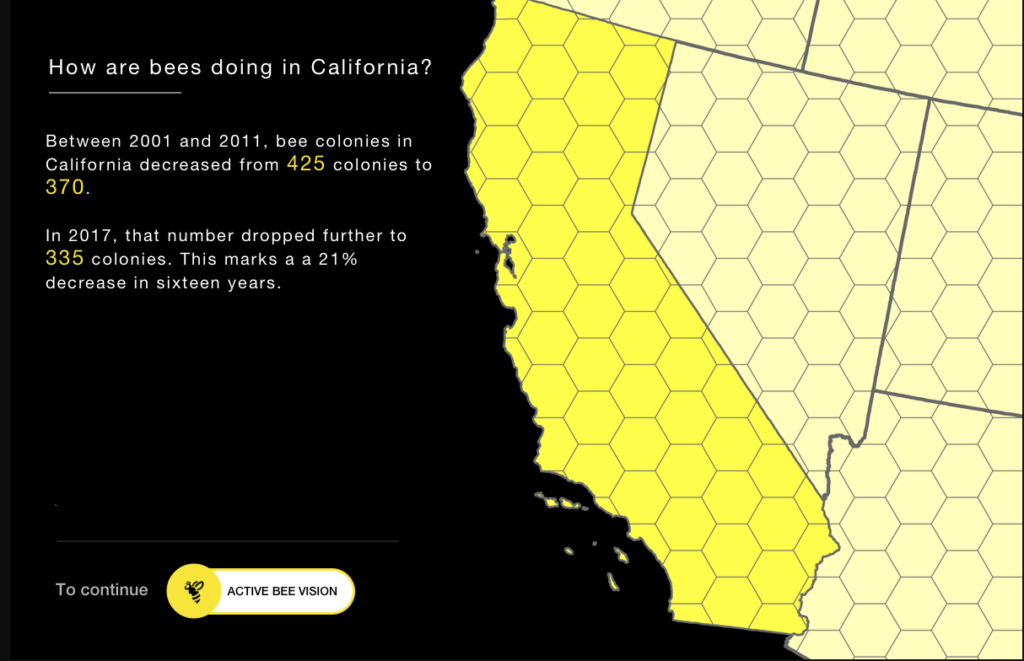 How are bees doing in California?
Between 2001 and 2011, bee colonies in
California decreased from 425 colonies to
370.
In 2017, that number dropped further to
335 colonies. This marks a a 21%
decrease in sixteen years.
To continue
ACTIVE BEE VISION